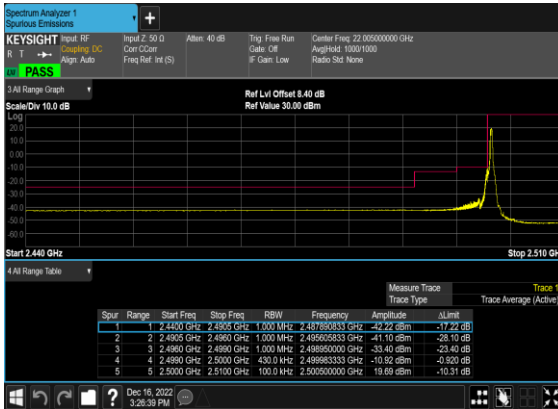 Spectrum Analyzer 1
Spurious Emissions
KEYSIGHT Input: RF Input Z: 50 Ω Atten: 40 dB Trig: Free Run Center Freq: 22.005000000 GHz
R T Coupling: DC Corr CCorr Gate: Off Avg|Hold: 1000/1000
Align: Auto Freq Ref: Int (S) IF Gain: Low Radio Std: None
LXI PASS
3 All Range Graph
Ref Lvl Offset 8.40 dB
Scale/Div 10.0 dB Ref Value 30.00 dBm
Log
20.0
10.0
0.00
-10.0
-20.0
-30.0
-40.0
-50.0
-60.0
Start 2.440 GHz Stop 2.510 GH
4 All Range Table
Measure Trace Trace 1
Trace Type Trace Average (Active)
Spur Range Start Freq Stop Freq RBW Frequency Amplitude ΔLimit
1 1 2.4400 GHz 2.4905 GHz 1.000 MHz 2.487890833 GHz -42.22 dBm -17.22 dB
2 2 2.4905 GHz 2.4960 GHz 1.000 MHz 2.495605833 GHz -41.10 dBm -28.10 dB
3 3 2.4960 GHz 2.4990 GHz 1.000 MHz 2.498950000 GHz -33.40 dBm -23.40 dB
4 4 2.4990 GHz 2.5000 GHz 430.0 kHz 2.499983333 GHz -10.92 dBm -0.920 dB
5 5 2.5000 GHz 2.5100 GHz 100.0 kHz 2.500500000 GHz 19.69 dBm -10.31 dB
Dec 16, 2022
3:26:39 PM